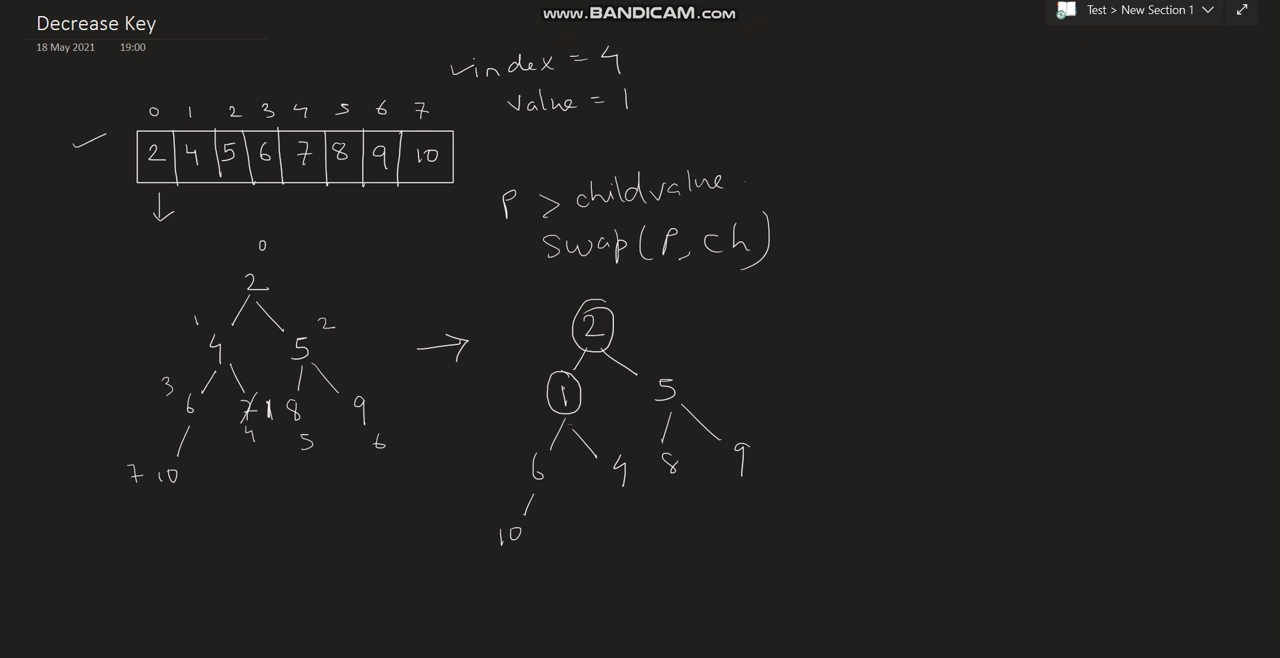 www.BANDICAM.com
Test > New Section 1
Decrease Key
18 May 2021 19:00
index = 4
value = 1
0 1 2 3 4 5 6 7
2 4 5 6 7 8 9 10
P > child value
swap(P, ch)
0
2
1 2
4 5
3
6 7 1 8 9
4 5 6
7 10
2
1 5
6 4 8 9
10